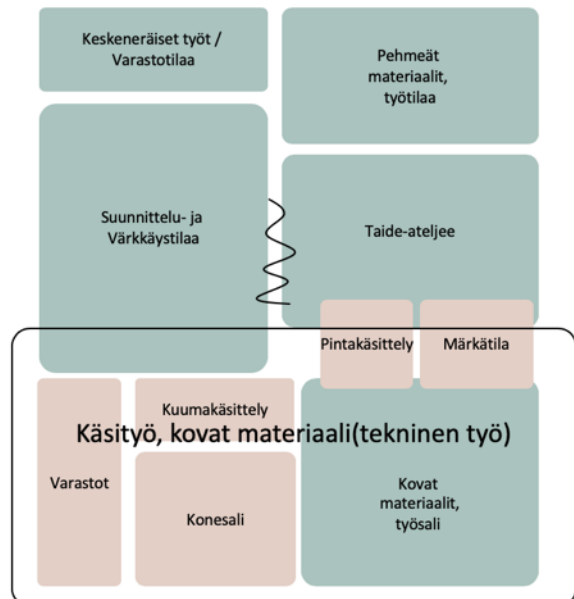 Keskeneräiset työt /
Varastotilaa
Pehmeät
materiaalit,
työtilaa
Suunnittelu- ja
Värkkäystilaa
Taide-ateljee
Pintakäsittely
Märkätila
Kuumakäsittely
Käsityö, kovat materiaali(tekninen työ)
Varastot
Konesali
Kovat
materiaalit,
työsali